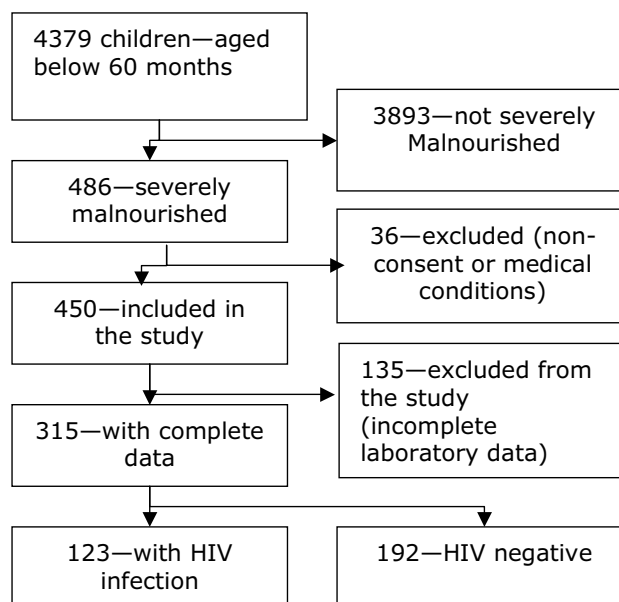 4379 children—aged
below 60 months
3893—not severely
Malnourished
486—severely
malnourished
36—excluded (non-
consent or medical
conditions)
450—included in
the study
135—excluded from
the study
(incomplete
laboratory data)
315—with complete
data
123—with HIV
infection
192—HIV negative